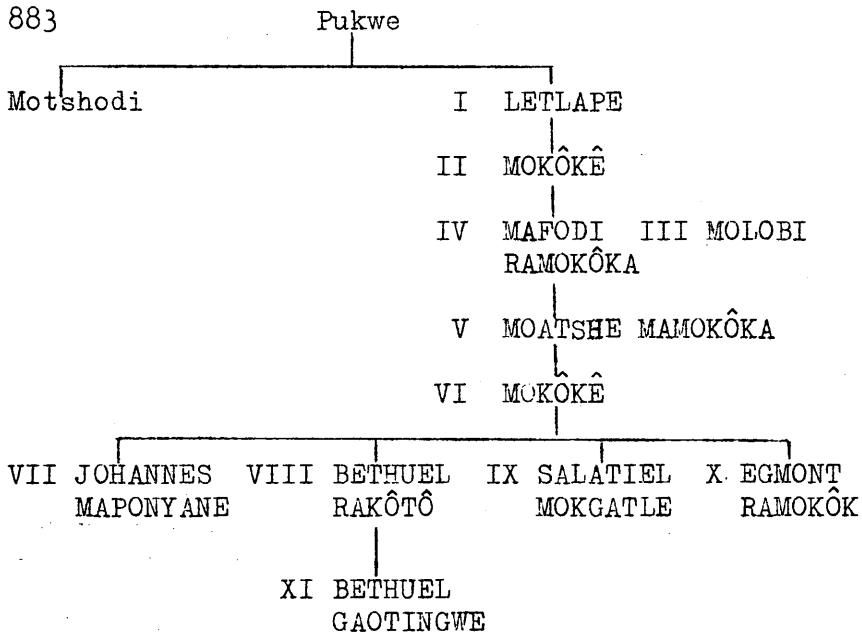 883 Pukwe
Motshodi I LETLAPE
II MOKÔKÊ
IV MAFODI III MOLOBI
RAMOKÔKA
V MOATSHE MAMOKÔKA
VI MOKÔKÊ
VII JOHANNES VIII BETHUEL IX SALATIEL X. EGMONT
MAPONYANE RAKÔTÔ MOKGATLE RAMOKÔK
XI BETHUEL
GAOTINGWE